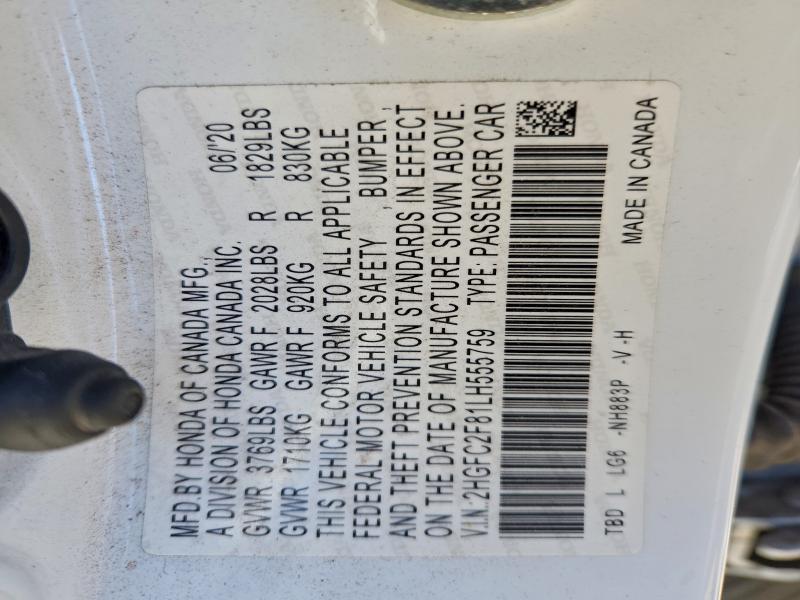 MFD.BY HONDA OF CANADA MFG., 06/'20
A DIVISION OF HONDA CANADA INC.
GVWR 3769LBS GAWR F 2028LBS R 1829LBS
GVWR 1710KG GAWR F 920KG R 830KG
THIS VEHICLE CONFORMS TO ALL APPLICABLE
FEDERAL MOTOR VEHICLE SAFETY , BUMPER ,
AND THEFT PREVENTION STANDARDS IN EFFECT
ON THE DATE OF MANUFACTURE SHOWN ABOVE.
V.I.N: 2HGFC2F81LH555759 TYPE: PASSENGER CAR
TBD L LG6 -NH883P -V -H MADE IN CANADA